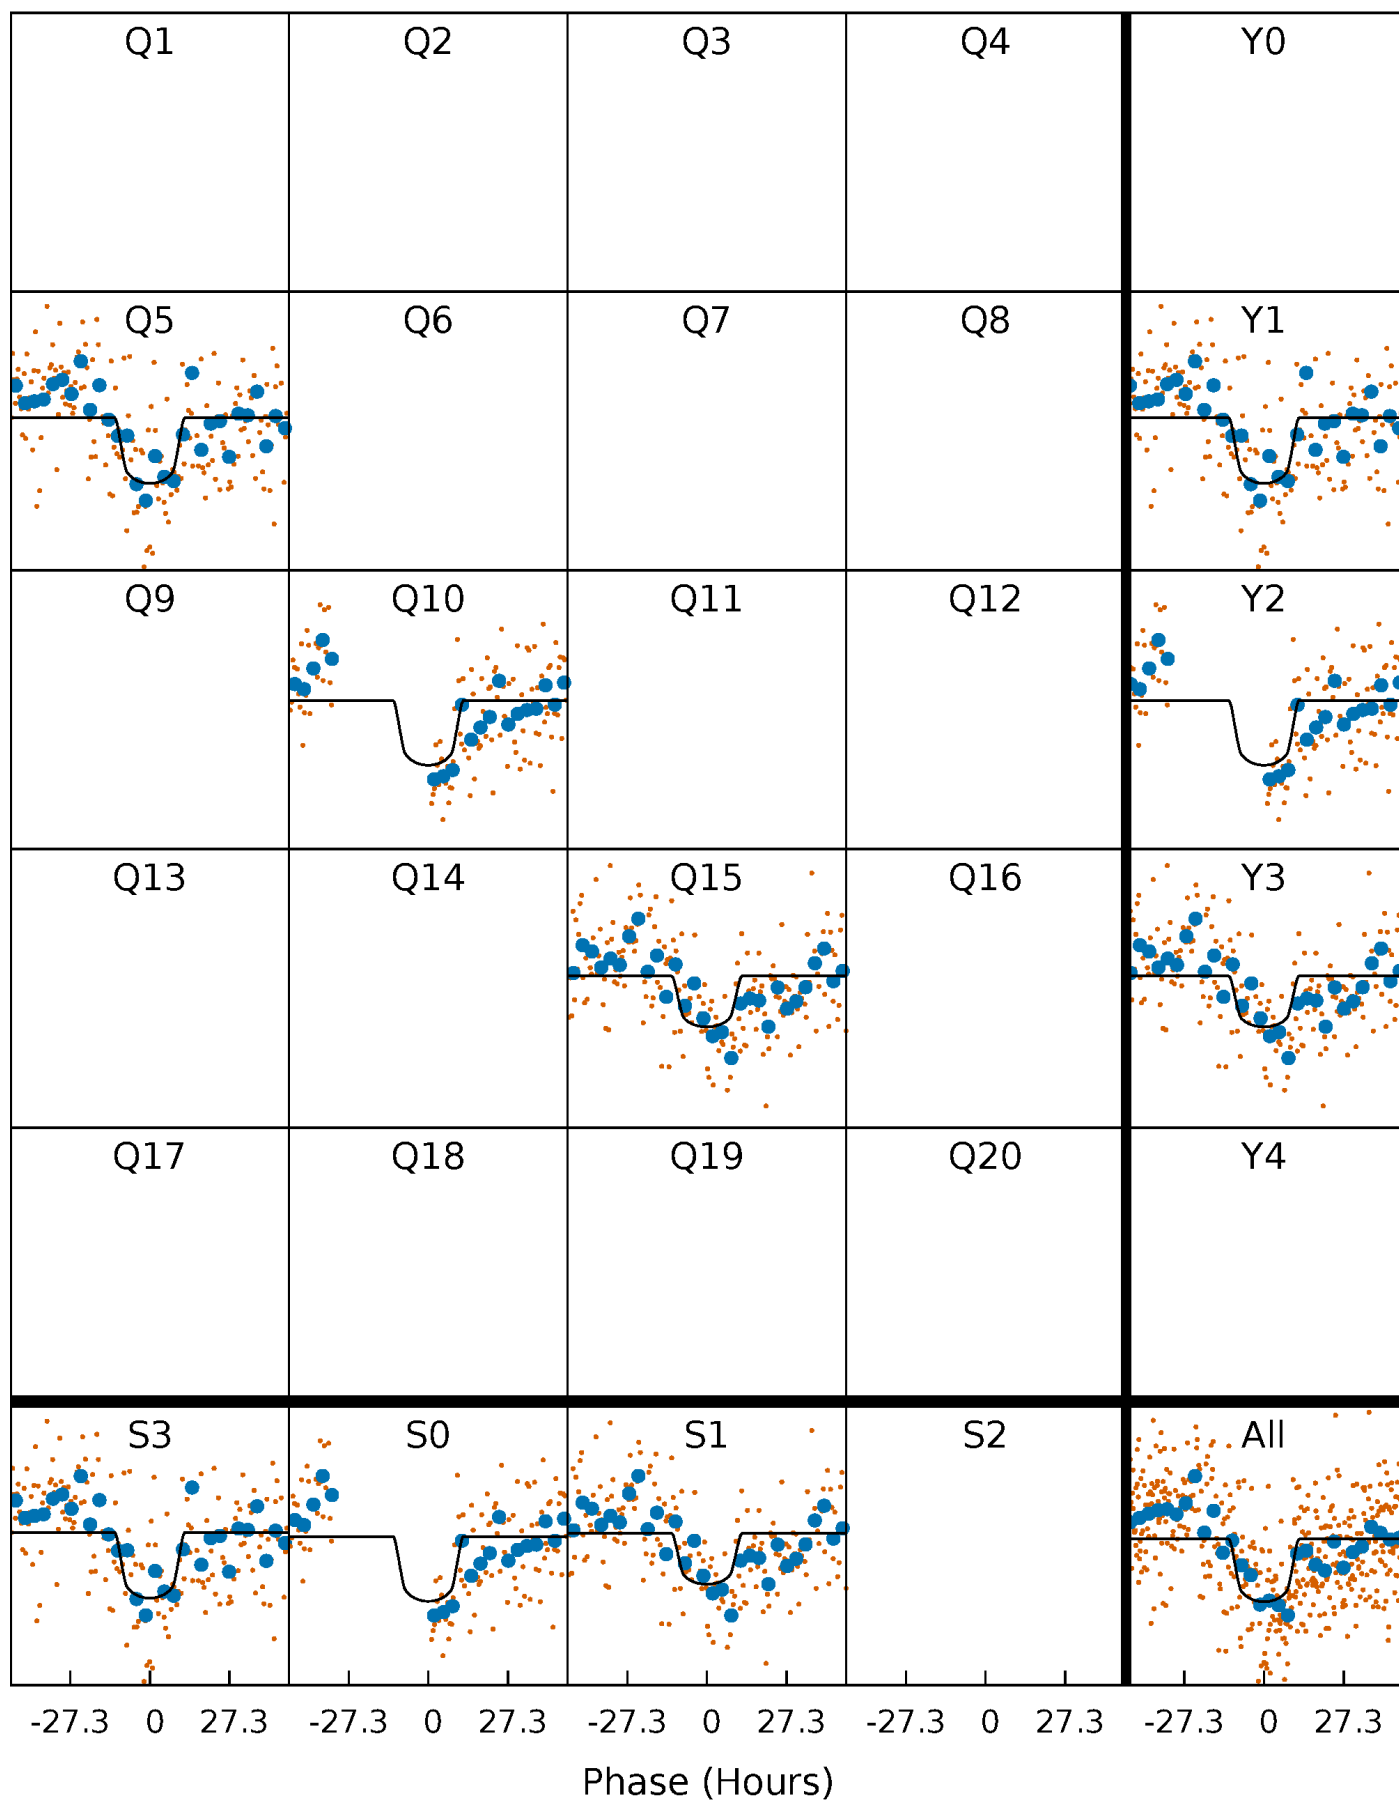 Q1 Q2 Q3 Q4 Y0
Q5 Q6 Q7 Q8 Y1
Q9 Q10 Q11 Q12 Y2
Q13 Q14 Q15 Q16 Y3
Q17 Q18 Q19 Q20 Y4
S3 S0 S1 S2 All
-27.3 0 27.3 -27.3 0 27.3 -27.3 0 27.3 -27.3 0 27.3 -27.3 0 27.3
Phase (Hours)